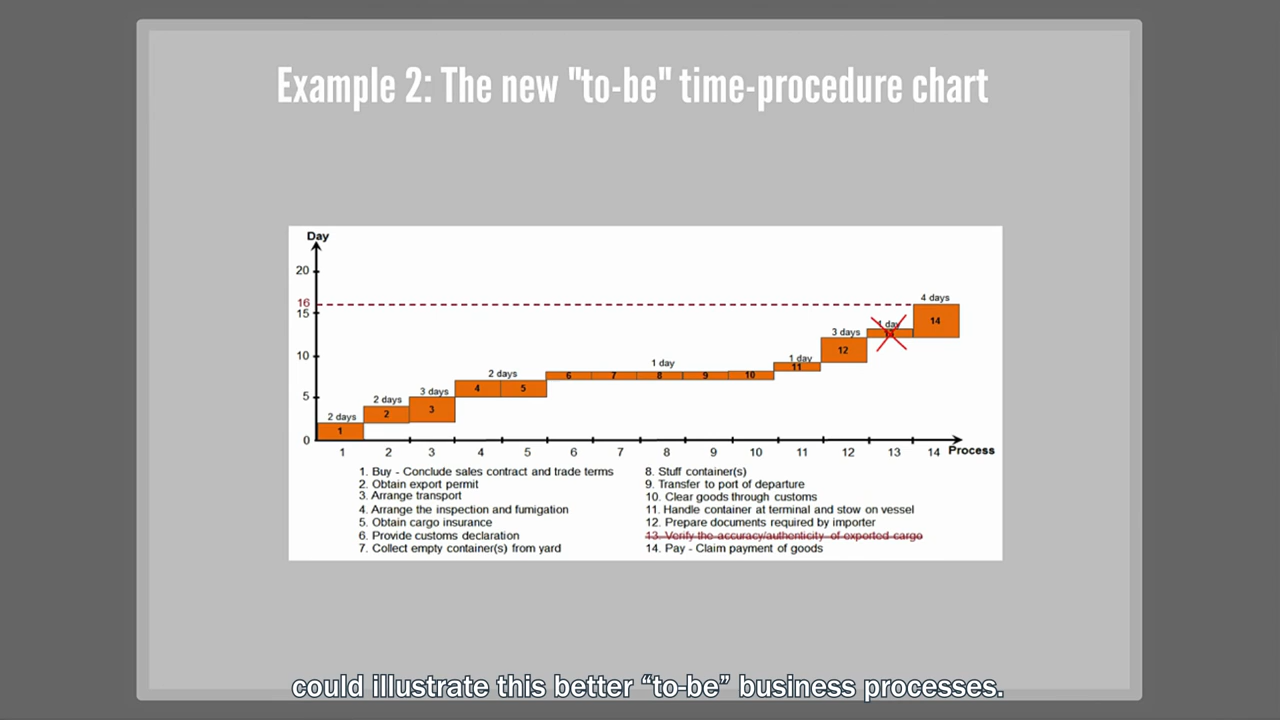 Example 2: The new "to-be" time-procedure chart
Day
20
16
15
10
5
0
2 days
2 days
3 days
2 days
1 day
1 day
3 days
1 day
4 days
1
2
3
4
5
6
7
8
9
10
11
12
14
1 2 3 4 5 6 7 8 9 10 11 12 13 14 Process
1. Buy - Conclude sales contract and trade terms
2. Obtain export permit
3. Arrange transport
4. Arrange the inspection and fumigation
5. Obtain cargo insurance
6. Provide customs declaration
7. Collect empty container(s) from yard
8. Stuff container(s)
9. Transfer to port of departure
10. Clear goods through customs
11. Handle container at terminal and stow on vessel
12. Prepare documents required by importer
13. Verify the accuracy/authenticity of exported cargo
14. Pay - Claim payment of goods
could illustrate this better “to-be” business processes.